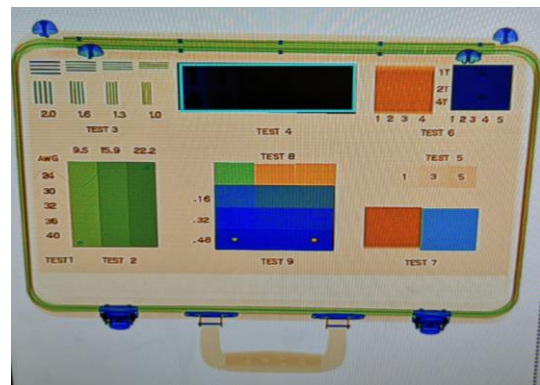 2.0 1.6 1.3 1.0
TEST 3
TEST 4
1T
2T
4T
1 2 3 4
1 2 3 4 5
TEST 6
AWG
9.5 15.9 22.2
24
30
32
36
40
TEST1 TEST 2
TEST 8
.16
.32
.48
TEST 9
TEST 5
1 3 5
TEST 7